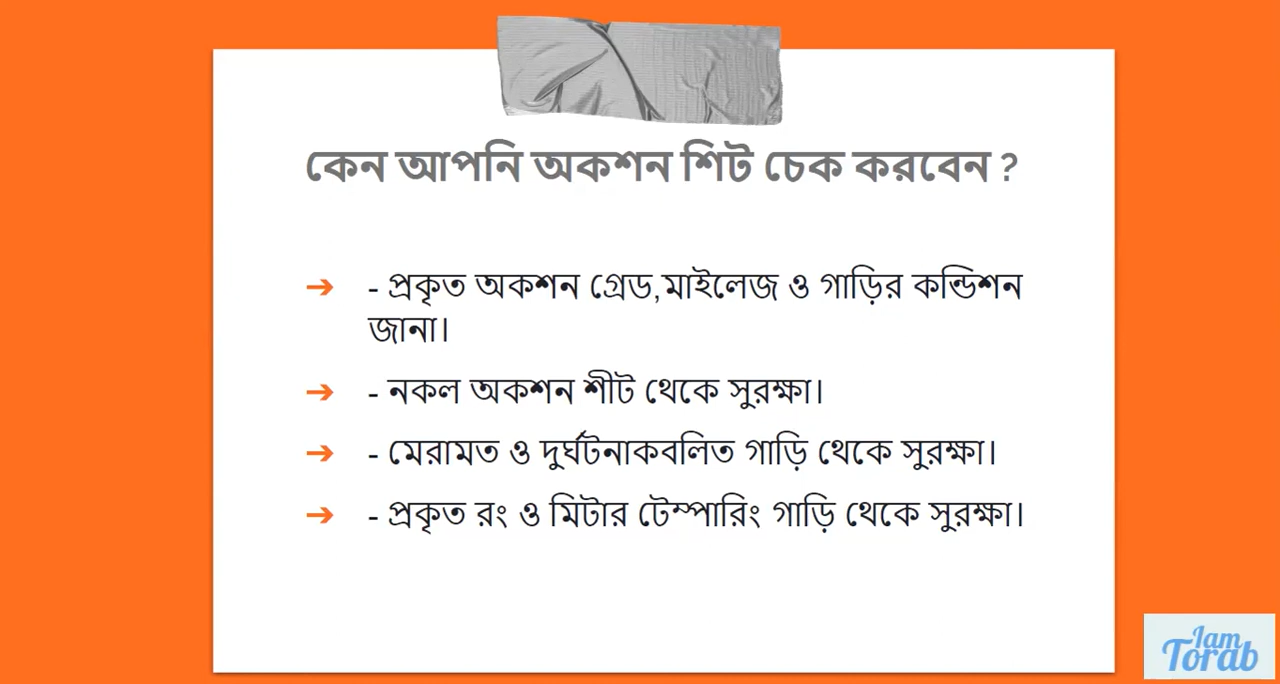 কেন আপনি অকশন শিট চেক করবেন ?
➔ - প্রকৃত অকশন গ্রেড,মাইলেজ ও গাড়ির কন্ডিশন
জানা।
➔ - নকল অকশন শীট থেকে সুরক্ষা।
➔ - মেরামত ও দুর্ঘটনাকবলিত গাড়ি থেকে সুরক্ষা।
➔ - প্রকৃত রং ও মিটার টেম্পারিং গাড়ি থেকে সুরক্ষা।
Iam
Torab